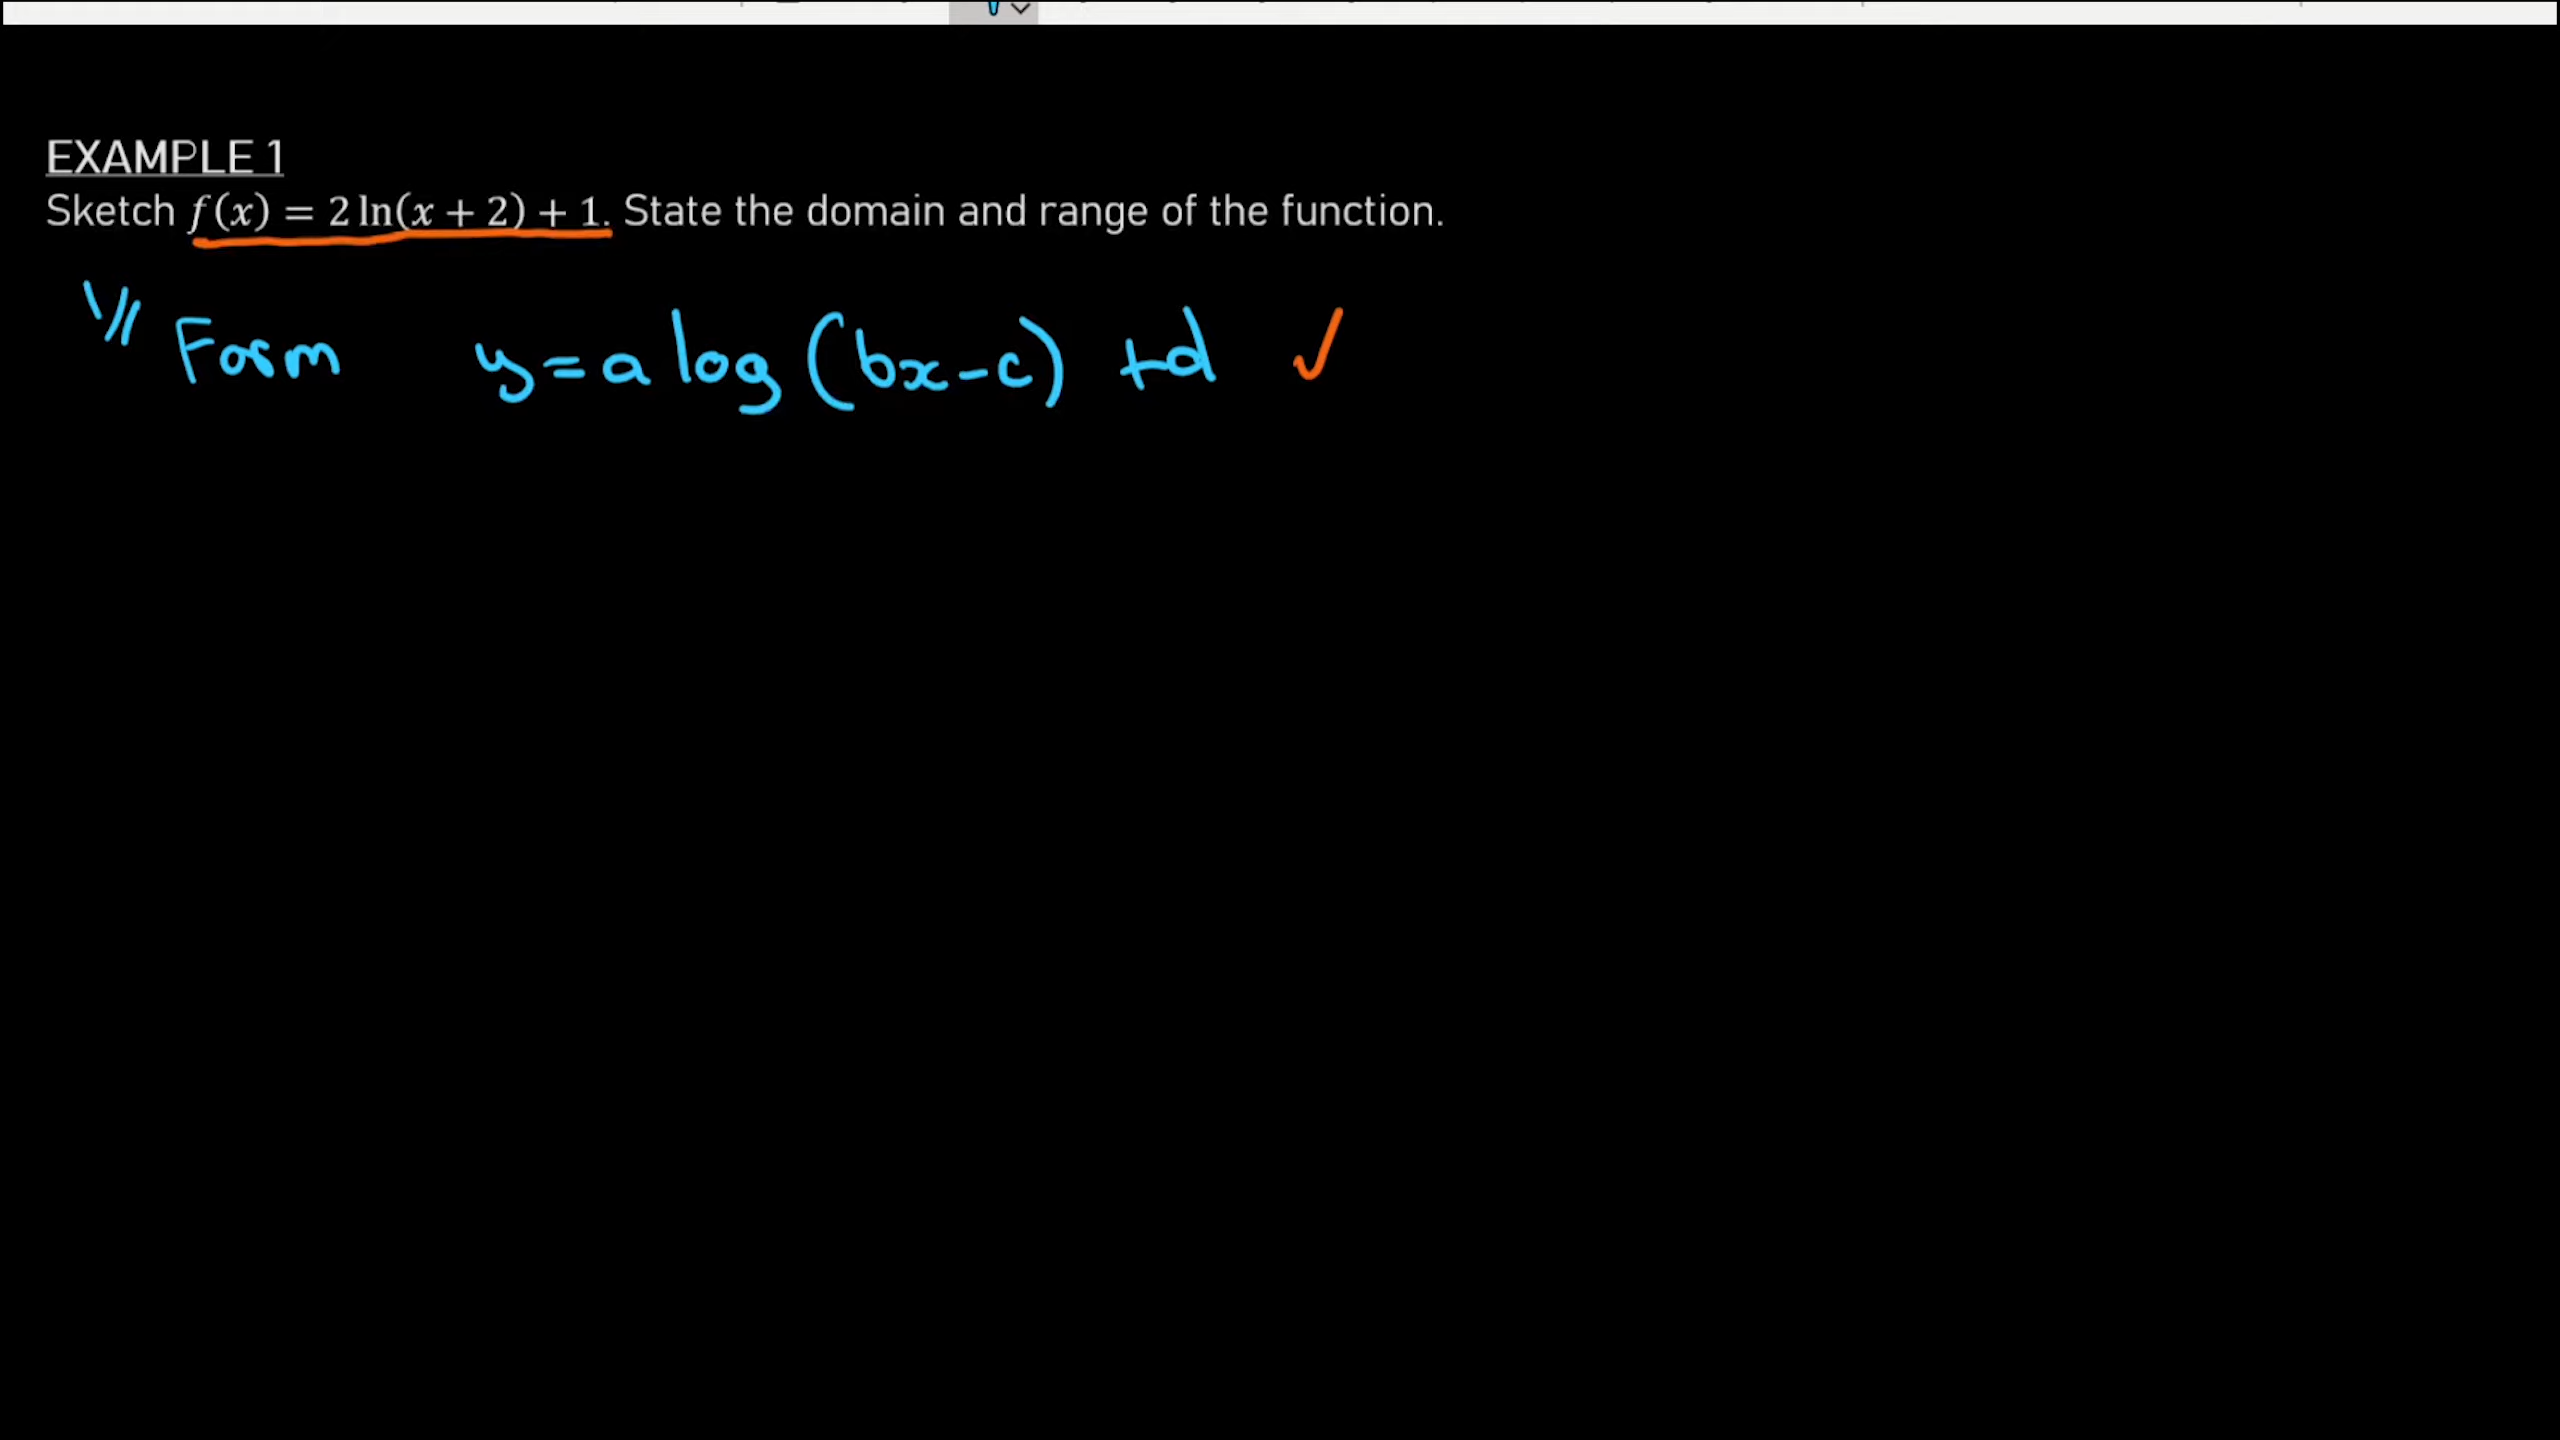 EXAMPLE 1
Sketch f(x) = 2 ln(x + 2) + 1. State the domain and range of the function.
1// Form y = a log (bx - c) + d ✓